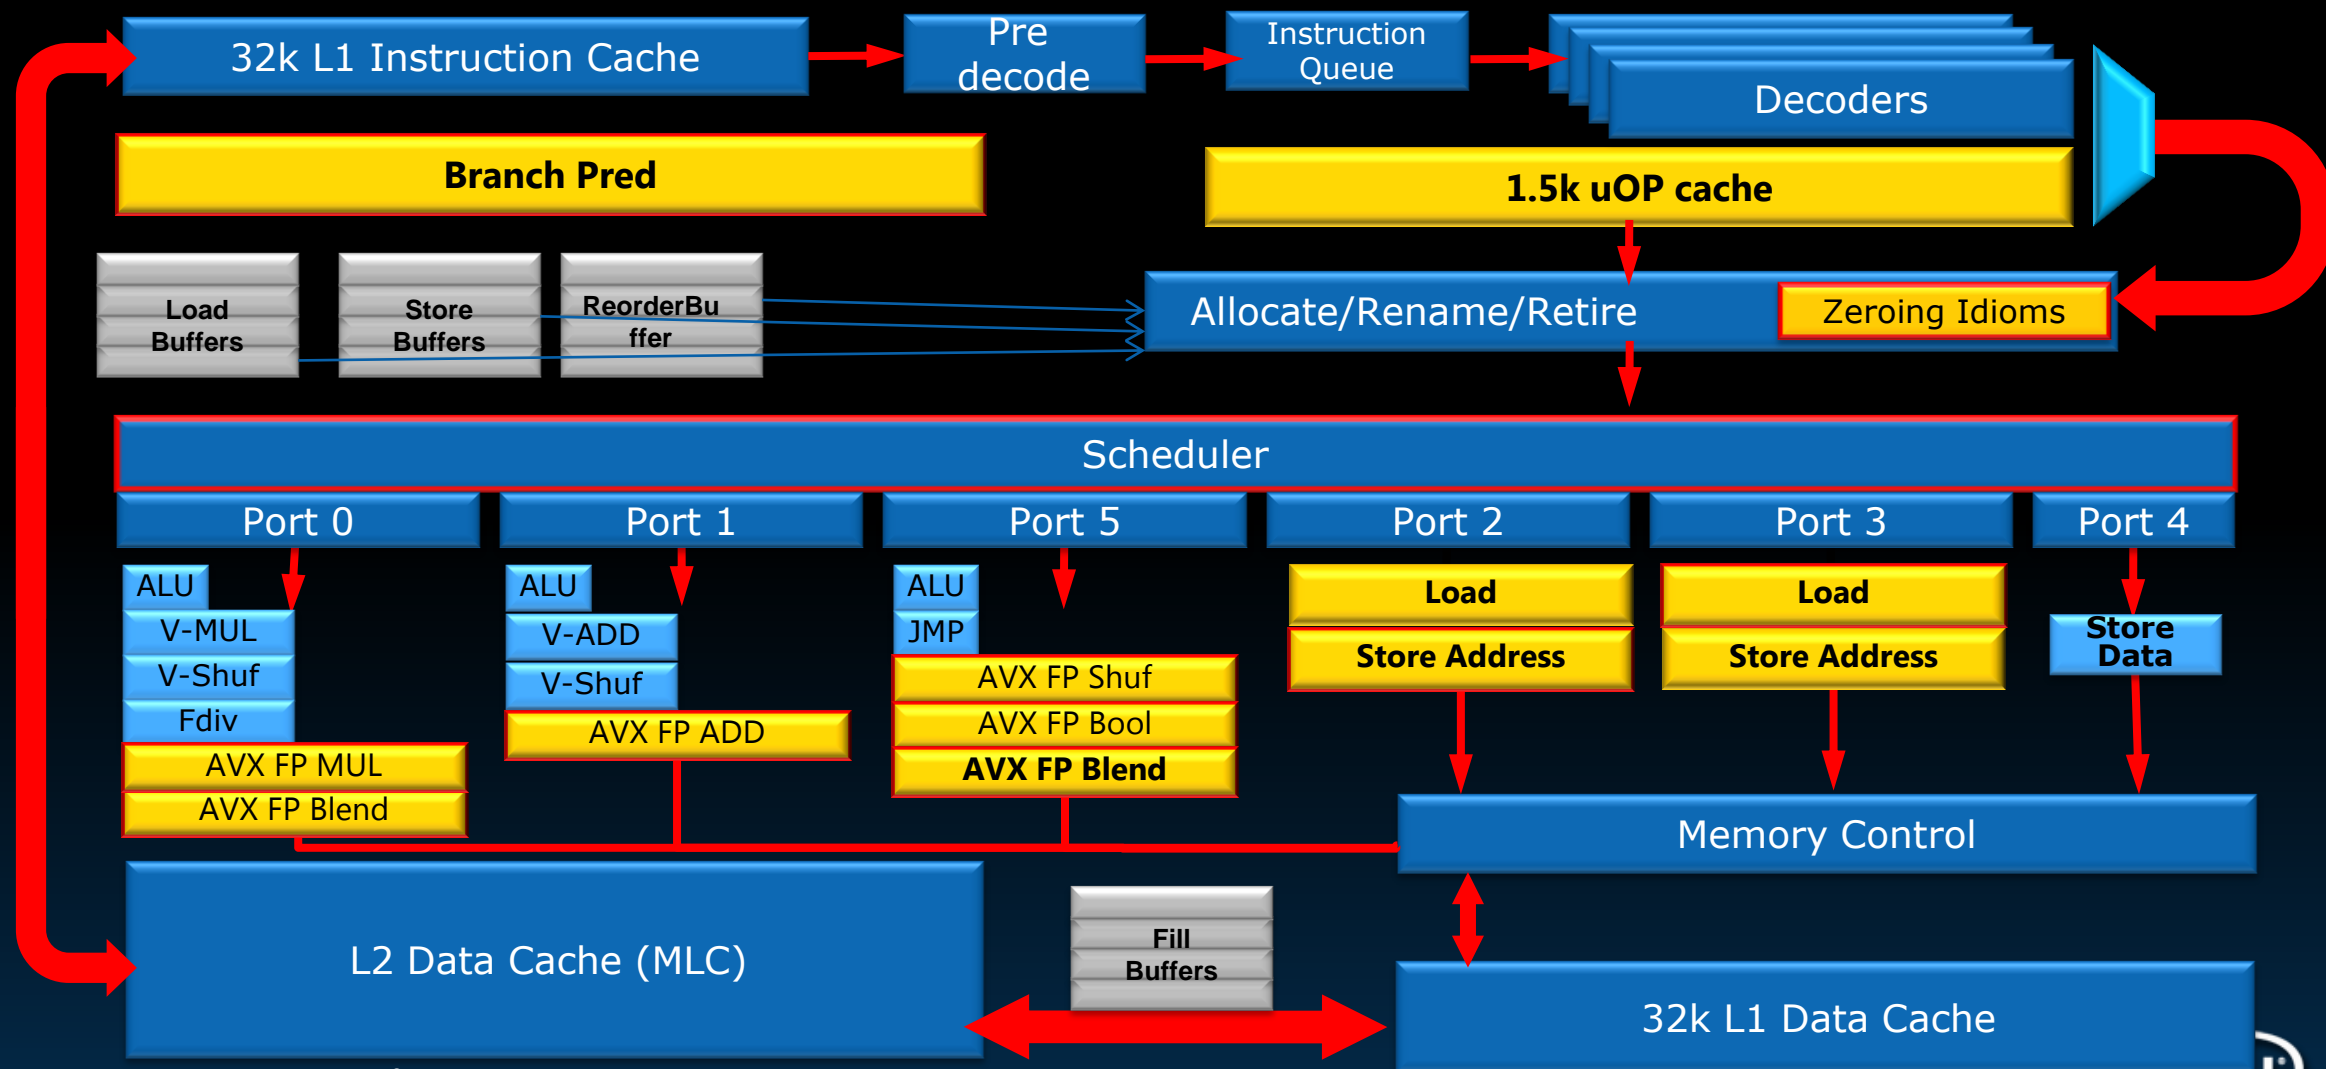 32k L1 Instruction Cache
Pre
decode
Instruction
Queue
Decoders
Branch Pred
1.5k uOP cache
Load
Buffers
Store
Buffers
ReorderBu
ffer
Allocate/Rename/Retire
Zeroing Idioms
Scheduler
Port 0
Port 1
Port 5
Port 2
Port 3
Port 4
ALU
V-MUL
V-Shuf
Fdiv
AVX FP MUL
AVX FP Blend
ALU
V-ADD
V-Shuf
AVX FP ADD
ALU
JMP
AVX FP Shuf
AVX FP Bool
AVX FP Blend
Load
Store Address
Load
Store Address
Store
Data
Memory Control
L2 Data Cache (MLC)
Fill
Buffers
32k L1 Data Cache